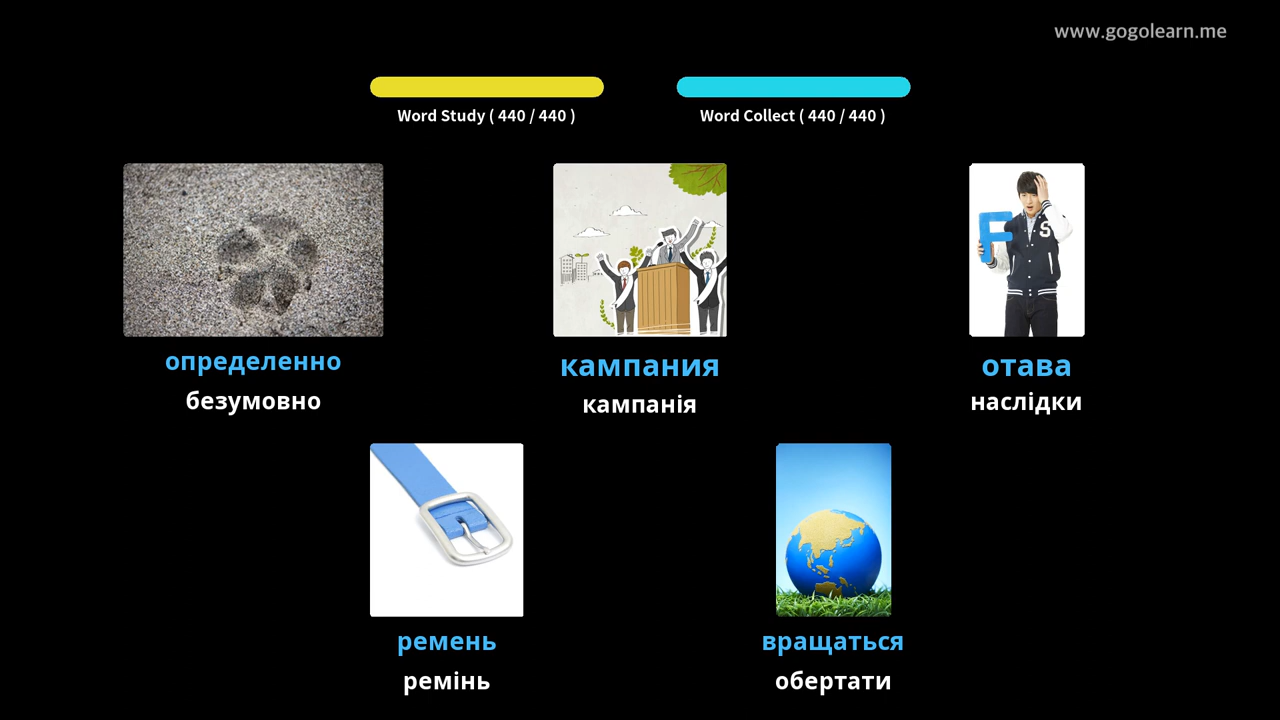 www.gogolearn.me
Word Study ( 440 / 440 )
Word Collect ( 440 / 440 )
определенно
безумовно
кампания
кампанія
отава
наслідки
ремень
ремінь
вращаться
обертати
F
S